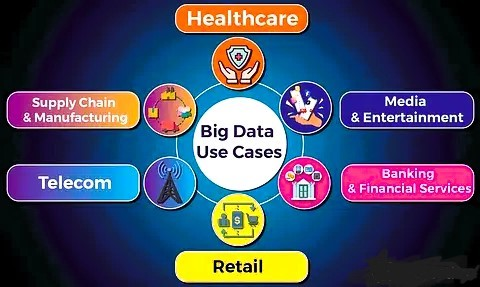 Healthcare
Supply Chain
& Manufacturing
Media
& Entertainment
Big Data
Use Cases
Telecom
Banking
& Financial Services
Retail